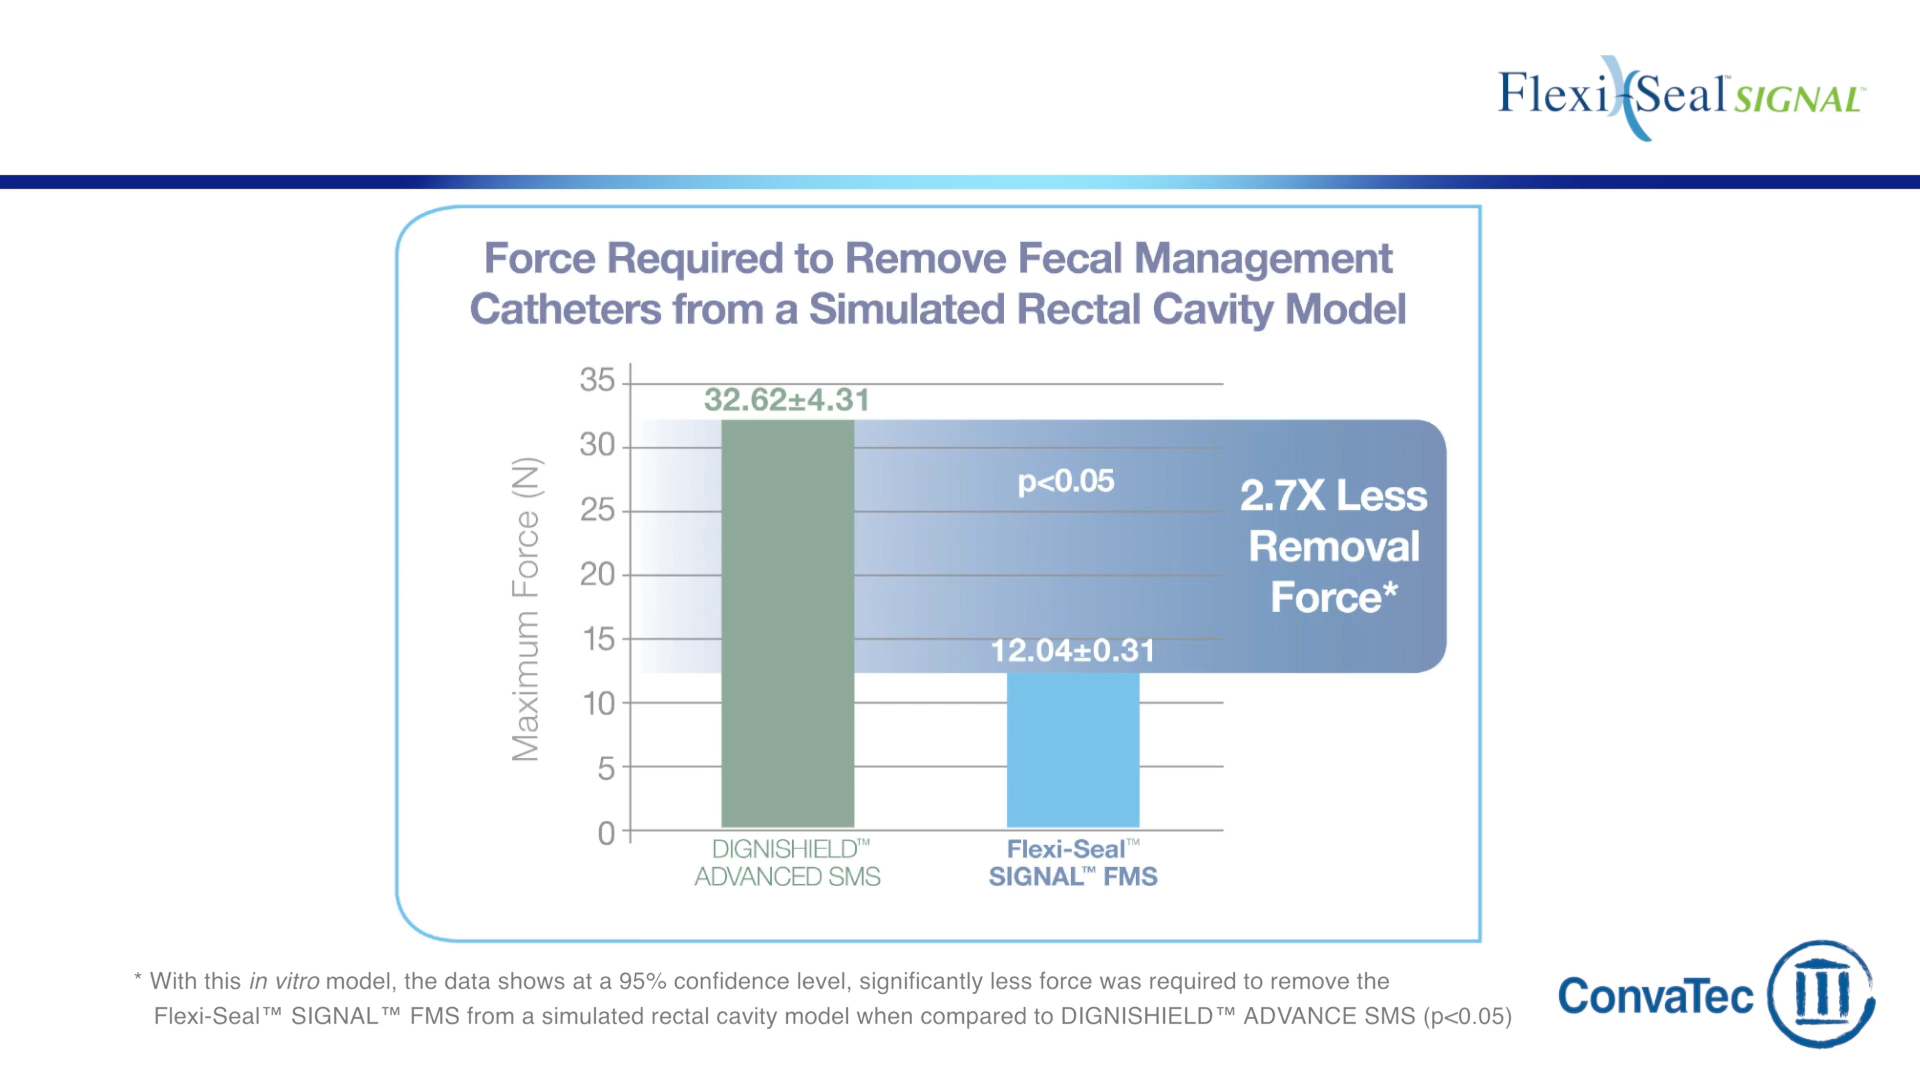 Flexi-Seal™ SIGNAL™
Force Required to Remove Fecal Management
Catheters from a Simulated Rectal Cavity Model
Maximum Force (N)
35
30
25
20
15
10
5
0
32.62±4.31
p<0.05
12.04±0.31
2.7X Less
Removal
Force*
DIGNISHIELD™
ADVANCED SMS
Flexi-Seal™
SIGNAL™ FMS
* With this in vitro model, the data shows at a 95% confidence level, significantly less force was required to remove the
Flexi-Seal™ SIGNAL™ FMS from a simulated rectal cavity model when compared to DIGNISHIELD™ ADVANCE SMS (p<0.05)
ConvaTec